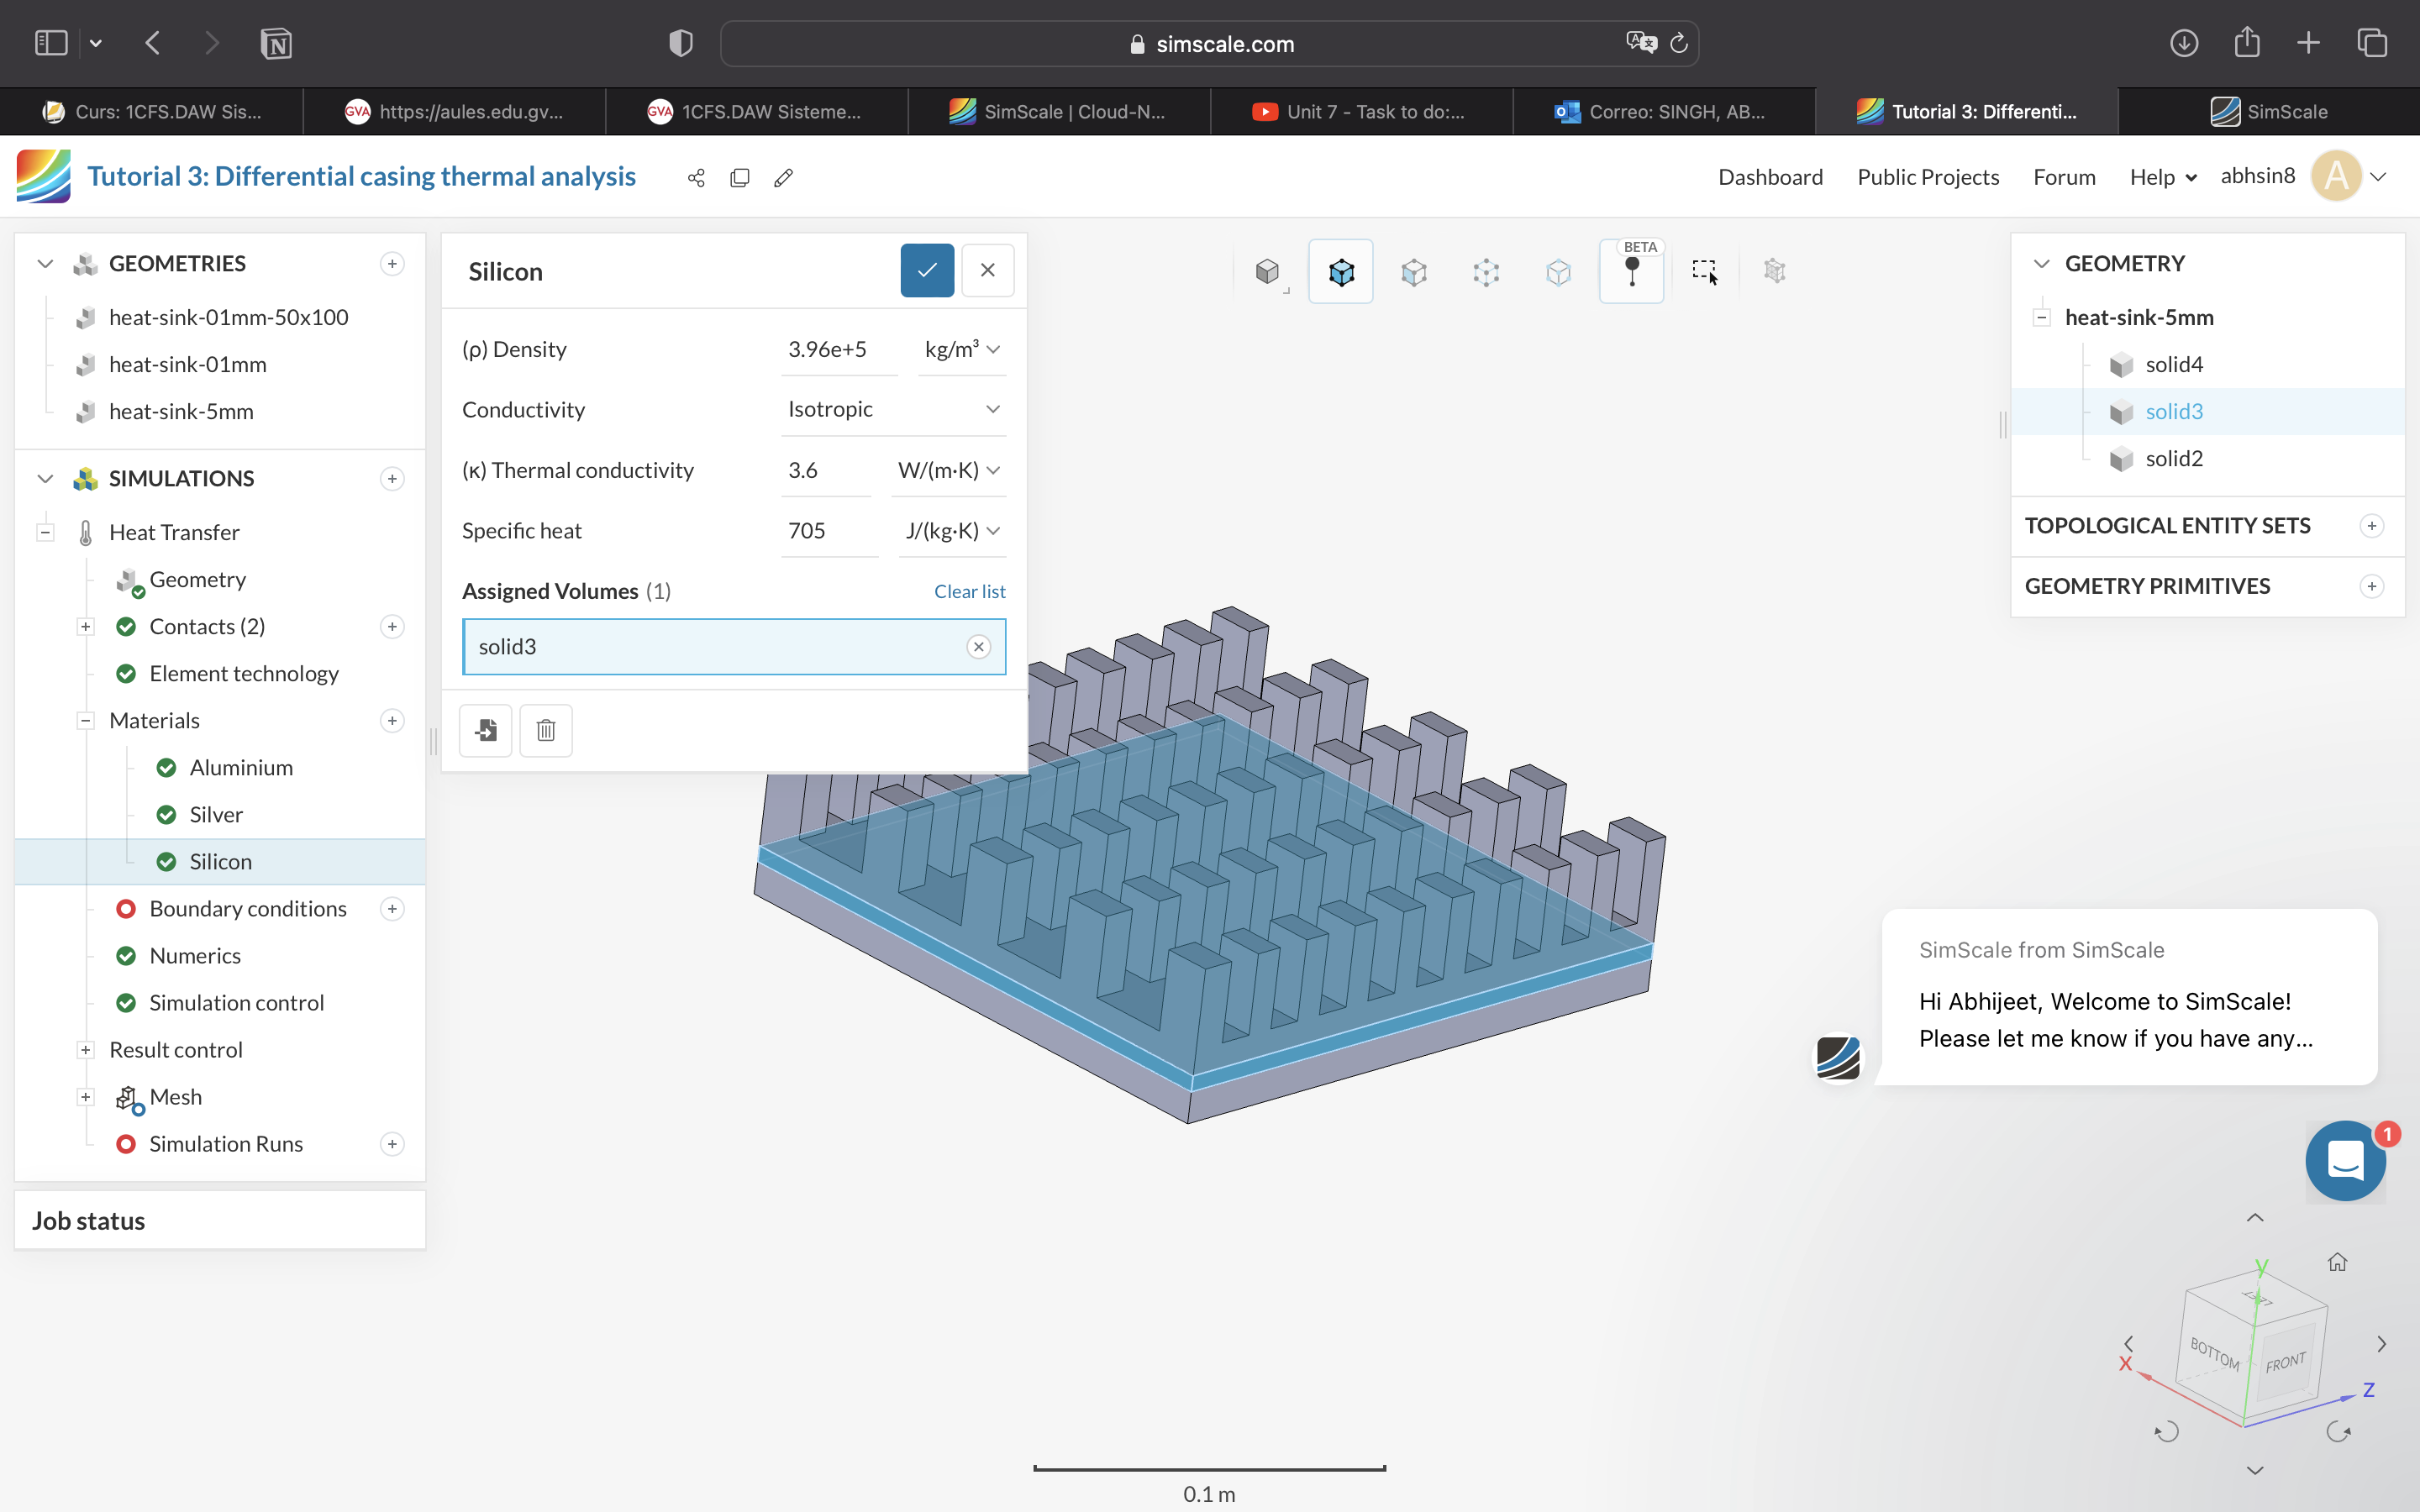 simscale.com
Curs: 1CFS.DAW Sis...
GVA
https://aules.edu.gv...
GVA
1CFS.DAW Sisteme...
SimScale | Cloud-N...
Unit 7 - Task to do:...
Correo: SINGH, AB...
Tutorial 3: Differenti...
SimScale
Tutorial 3: Differential casing thermal analysis
Dashboard
Public Projects
Forum
Help
abhsin8
A
GEOMETRIES
heat-sink-01mm-50x100
heat-sink-01mm
heat-sink-5mm
SIMULATIONS
Heat Transfer
Geometry
Contacts (2)
Element technology
Materials
Aluminium
Silver
Silicon
Boundary conditions
Numerics
Simulation control
Result control
Mesh
Simulation Runs
Job status
Silicon
(ρ) Density 3.96e+5 kg/m³
Conductivity Isotropic
(κ) Thermal conductivity 3.6 W/(m·K)
Specific heat 705 J/(kg·K)
Assigned Volumes (1) Clear list
solid3
BETA
GEOMETRY
heat-sink-5mm
solid4
solid3
solid2
TOPOLOGICAL ENTITY SETS
GEOMETRY PRIMITIVES
SimScale from SimScale
Hi Abhijeet, Welcome to SimScale!
Please let me know if you have any...
1
y
LEFT
BOTTOM
FRONT
X
Z
0.1 m